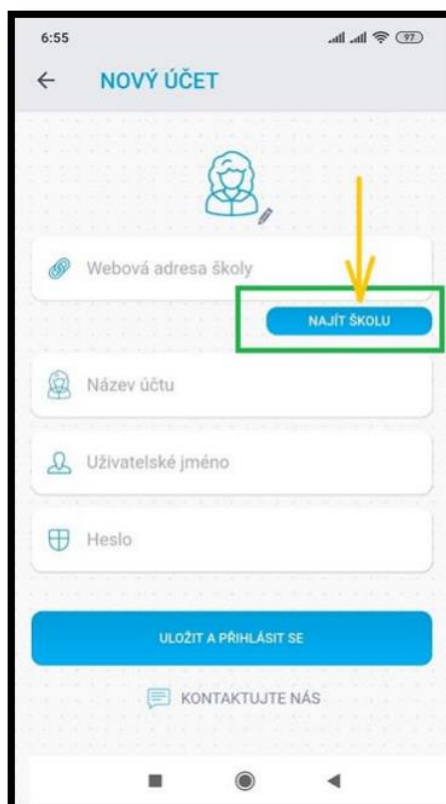 6:55
97
NOVÝ ÚČET
Webová adresa školy
NAJÍT ŠKOLU
Název účtu
Uživatelské jméno
Heslo
ULOŽIT A PŘIHLÁSIT SE
KONTAKTUJTE NÁS